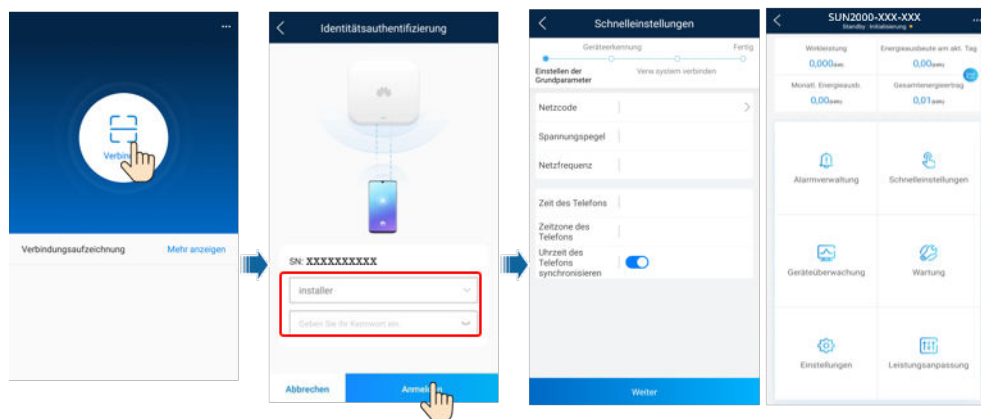 Verbin
Verbindungsaufzeichnung
Mehr anzeigen
Identitätsauthentifizierung
SN: XXXXXXXXXX
installer
Geben Sie die Kennwort ein.
Abbrechen
Anmel
n
Schnelleinstellungen
Geräteerkennung
Fertig
Einstellen der
Grundparameter
Verw.system verbinden
Netzcode
Spannungspegel
Netzfrequenz
Zeit des Telefons
Zeitzone des
Telefons
Uhrzeit des
Telefons
synchronisieren
Weiter
SUN2000-XXX-XXX
Standby : Initialisierung
Wirkleistung
Energieausbeute am akt. Tag
0,000
0,00
Monatl. Energieausb.
Gesamtenergieertrag
0,00
0,01
Alarmverwaltung
Schnelleinstellungen
Geräteüberwachung
Wartung
Einstellungen
Leistungsanpassung